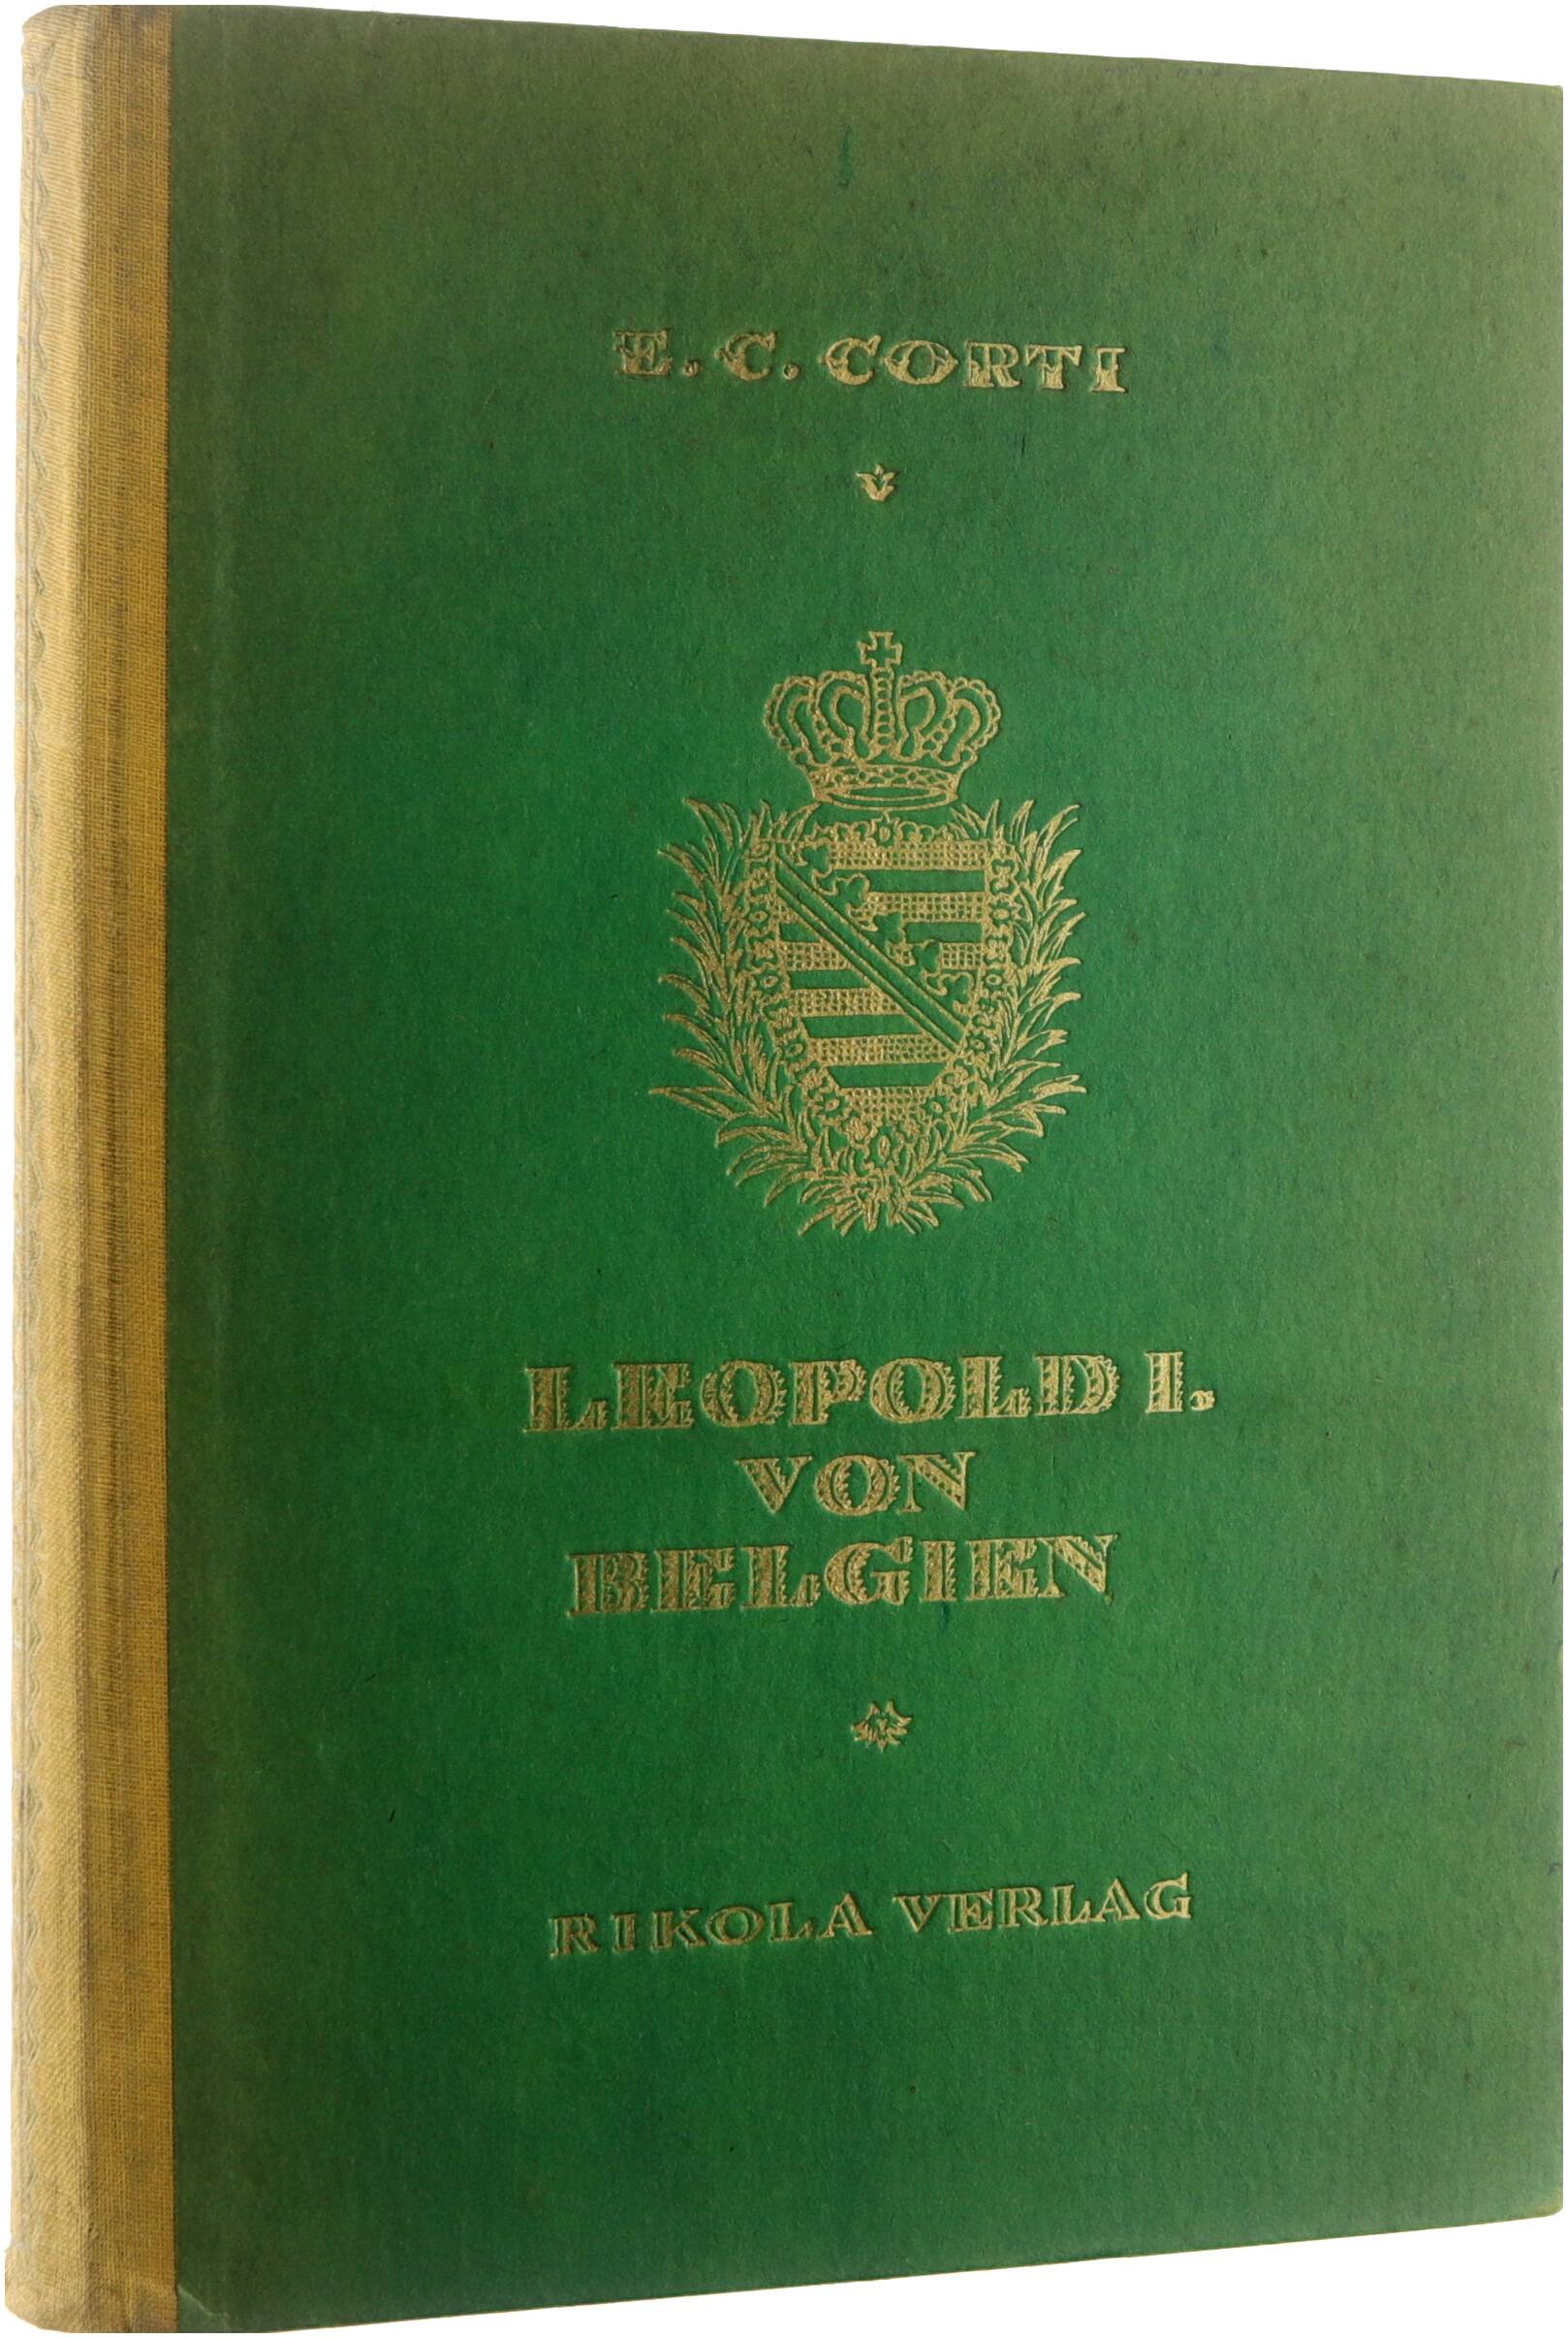 E. C. CORTI
LEOPOLD I.
VON
BELGIEN
RIKOLA VERLAG